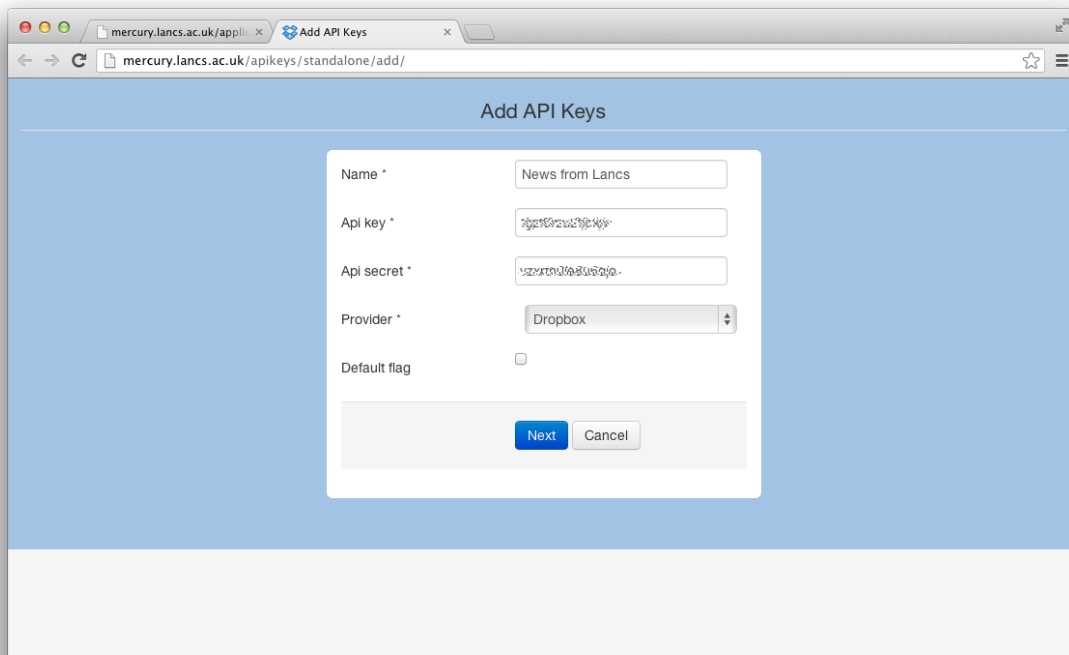 mercury.lancs.ac.uk/applic
Add API Keys
mercury.lancs.ac.uk/apikeys/standalone/add/
Add API Keys
Name * News from Lancs
Api key *
Api secret *
Provider * Dropbox
Default flag
Next Cancel